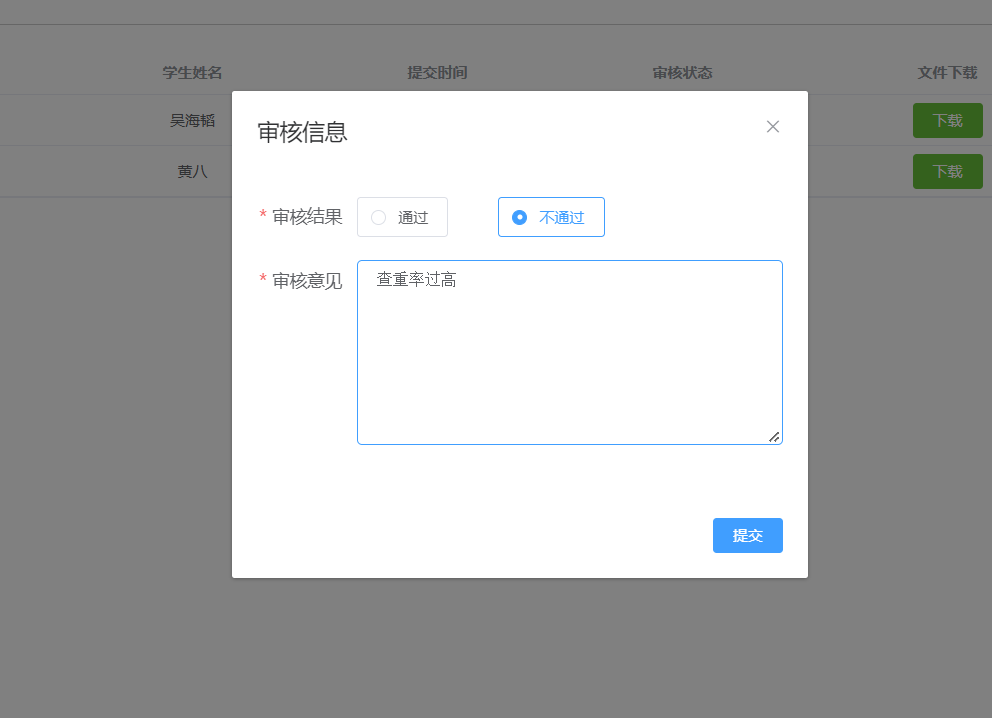 学生姓名 提交时间 审核状态 文件下载
吴海韬 下载
黄八 下载
审核信息
* 审核结果 通过 不通过
* 审核意见 查重率过高
提交